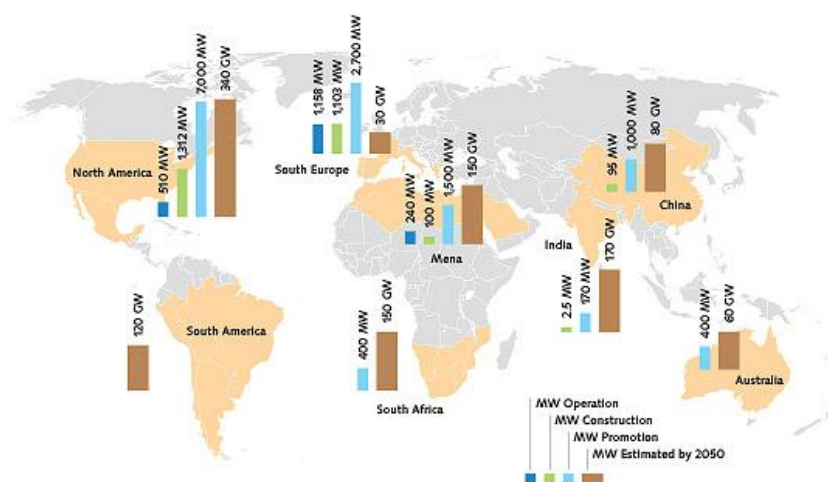 North America
510 MW
1,312 MW
7,000 MW
340 GW
South Europe
1,158 MW
1,103 MW
2,700 MW
30 GW
Mena
240 MW
100 MW
1,500 MW
150 GW
China
95 MW
1,000 MW
80 GW
India
2.5 MW
170 MW
170 GW
South America
120 GW
South Africa
400 MW
150 GW
Australia
400 MW
60 GW
MW Operation
MW Construction
MW Promotion
MW Estimated by 2050